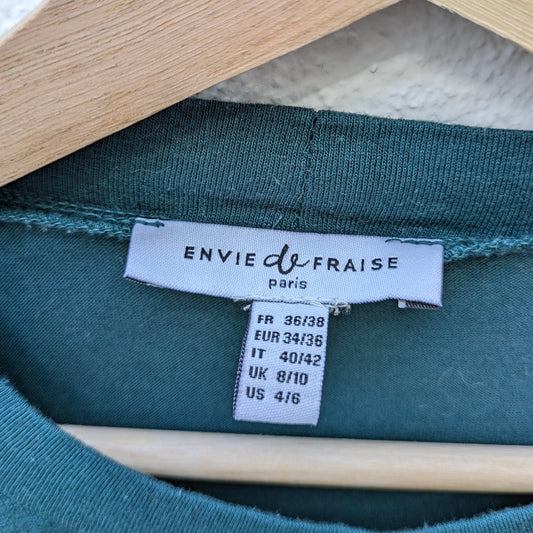 ENVIE de FRAISE
paris
FR 36/38
EUR 34/36
IT 40/42
UK 8/10
US 4/6